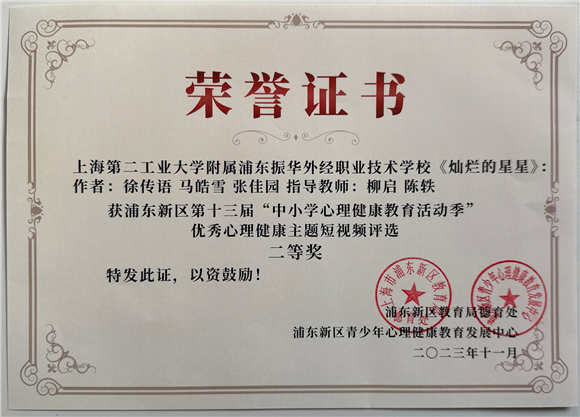 荣誉证书
上海第二工业大学附属浦东振华外经职业技术学校《灿烂的星星》：
作者：徐传语 马皓雪 张佳园 指导教师：柳启 陈轶
获浦东新区第十三届“中小学心理健康教育活动季”
优秀心理健康主题短视频评选
二等奖
特发此证，以资鼓励！
浦东新区教育局德育处
浦东新区青少年心理健康教育发展中心
二〇二三年十一月